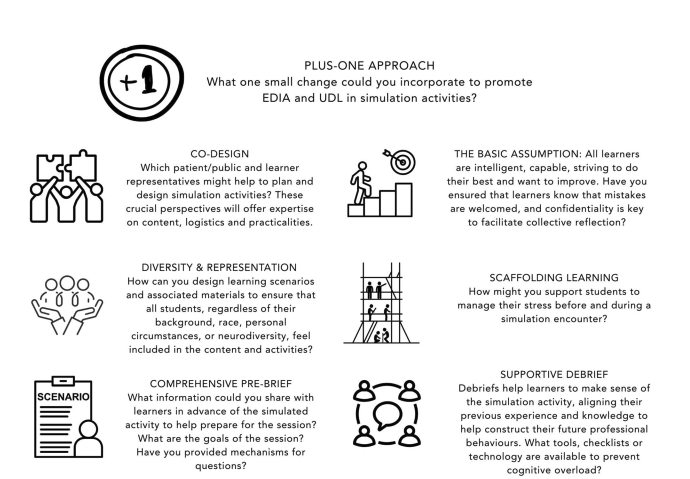 +1
PLUS-ONE APPROACH
What one small change could you incorporate to promote
EDIA and UDL in simulation activities?
CO-DESIGN
Which patient/public and learner
representatives might help to plan and
design simulation activities? These
crucial perspectives will offer expertise
on content, logistics and practicalities.
THE BASIC ASSUMPTION: All learners
are intelligent, capable, striving to do
their best and want to improve. Have you
ensured that learners know that mistakes
are welcomed, and confidentiality is key
to facilitate collective reflection?
DIVERSITY & REPRESENTATION
How can you design learning scenarios
and associated materials to ensure that
all students, regardless of their
background, race, personal
circumstances, or neurodiversity, feel
included in the content and activities?
SCAFFOLDING LEARNING
How might you support students to
manage their stress before and during a
simulation encounter?
SCENARIO
COMPREHENSIVE PRE-BRIEF
What information could you share with
learners in advance of the simulated
activity to help prepare for the session?
What are the goals of the session?
Have you provided mechanisms for
questions?
SUPPORTIVE DEBRIEF
Debriefs help learners to make sense of
the simulation activity, aligning their
previous experience and knowledge to
help construct their future professional
behaviours. What tools, checklists or
technology are available to prevent
cognitive overload?